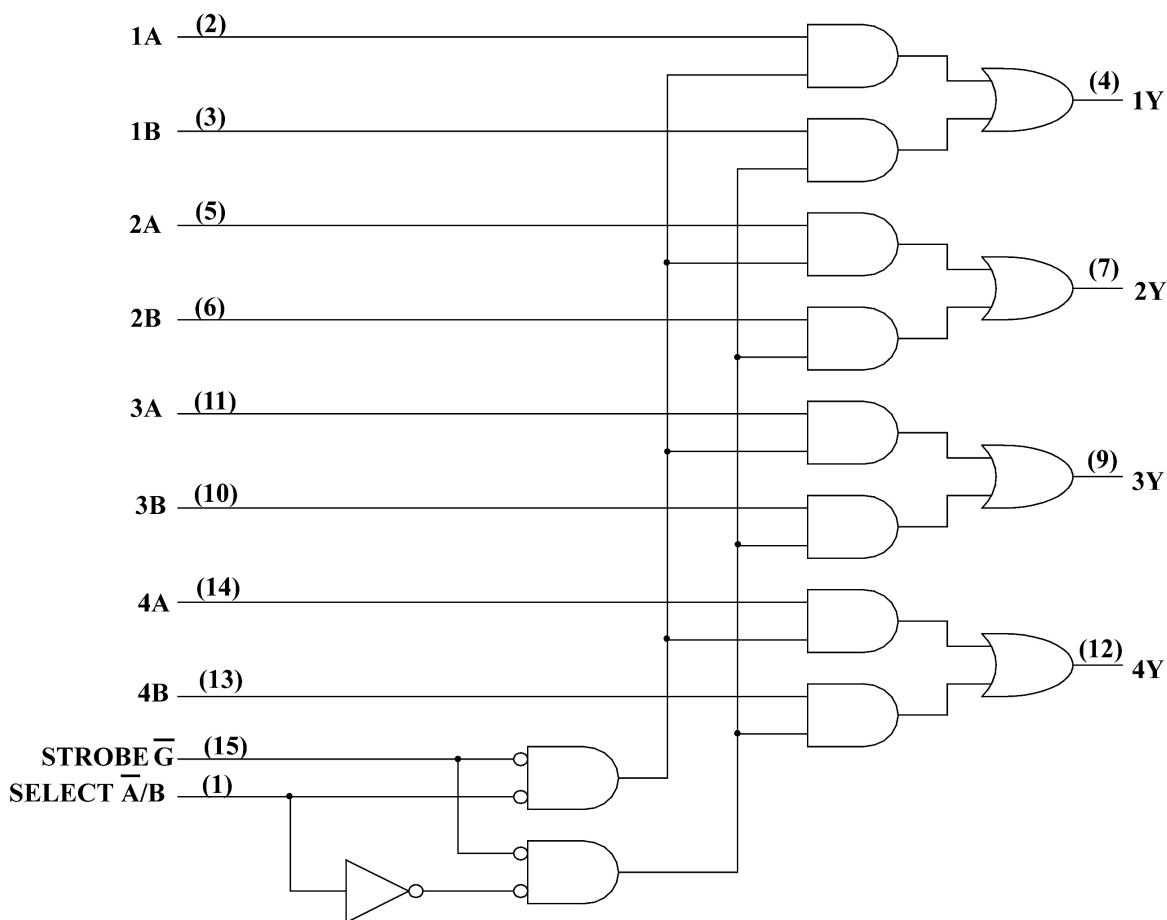 1A (2)
(4) 1Y
1B (3)
2A (5)
(7) 2Y
2B (6)
3A (11)
(9) 3Y
3B (10)
4A (14)
(12) 4Y
4B (13)
STROBE G̅ (15)
SELECT A̅/B (1)